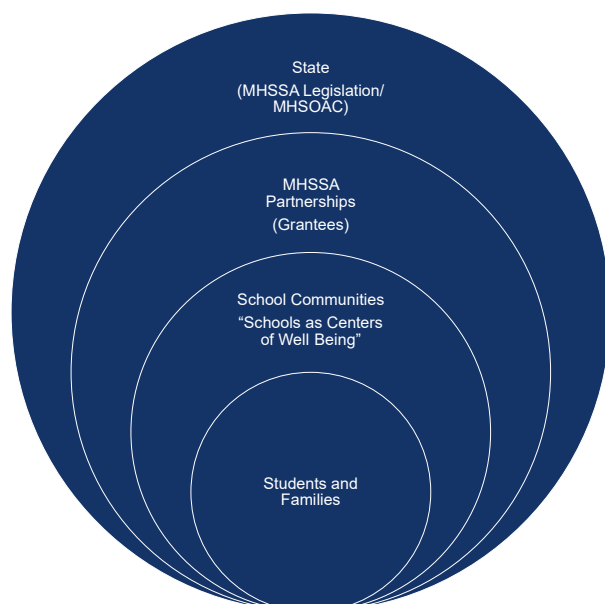 State
(MHSSA Legislation/
MHSOAC)
MHSSA
Partnerships
(Grantees)
School Communities
“Schools as Centers
of Well Being”
Students and
Families